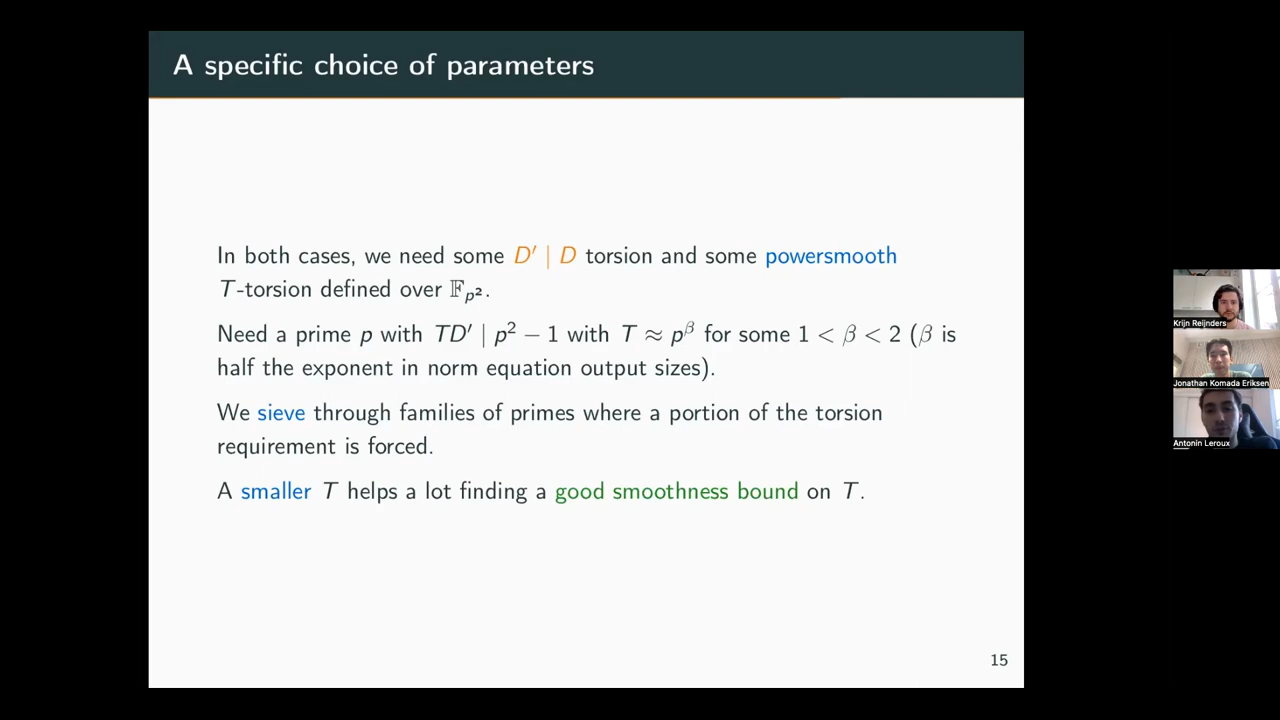 A specific choice of parameters
In both cases, we need some D′ | D torsion and some powersmooth
T-torsion defined over 𝔽p².
Need a prime p with TD′ | p² − 1 with T ≈ p^β for some 1 < β < 2 (β is
half the exponent in norm equation output sizes).
We sieve through families of primes where a portion of the torsion
requirement is forced.
A smaller T helps a lot finding a good smoothness bound on T.
15
Krijn Reijnders
Jonathan Komada Eriksen
Antonin Leroux